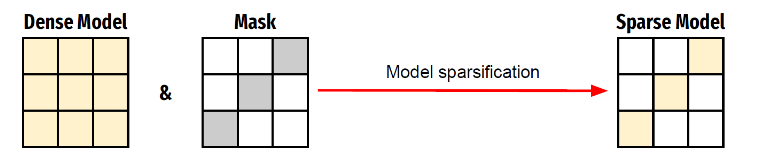 Dense Model
Mask
Sparse Model
&
Model sparsification